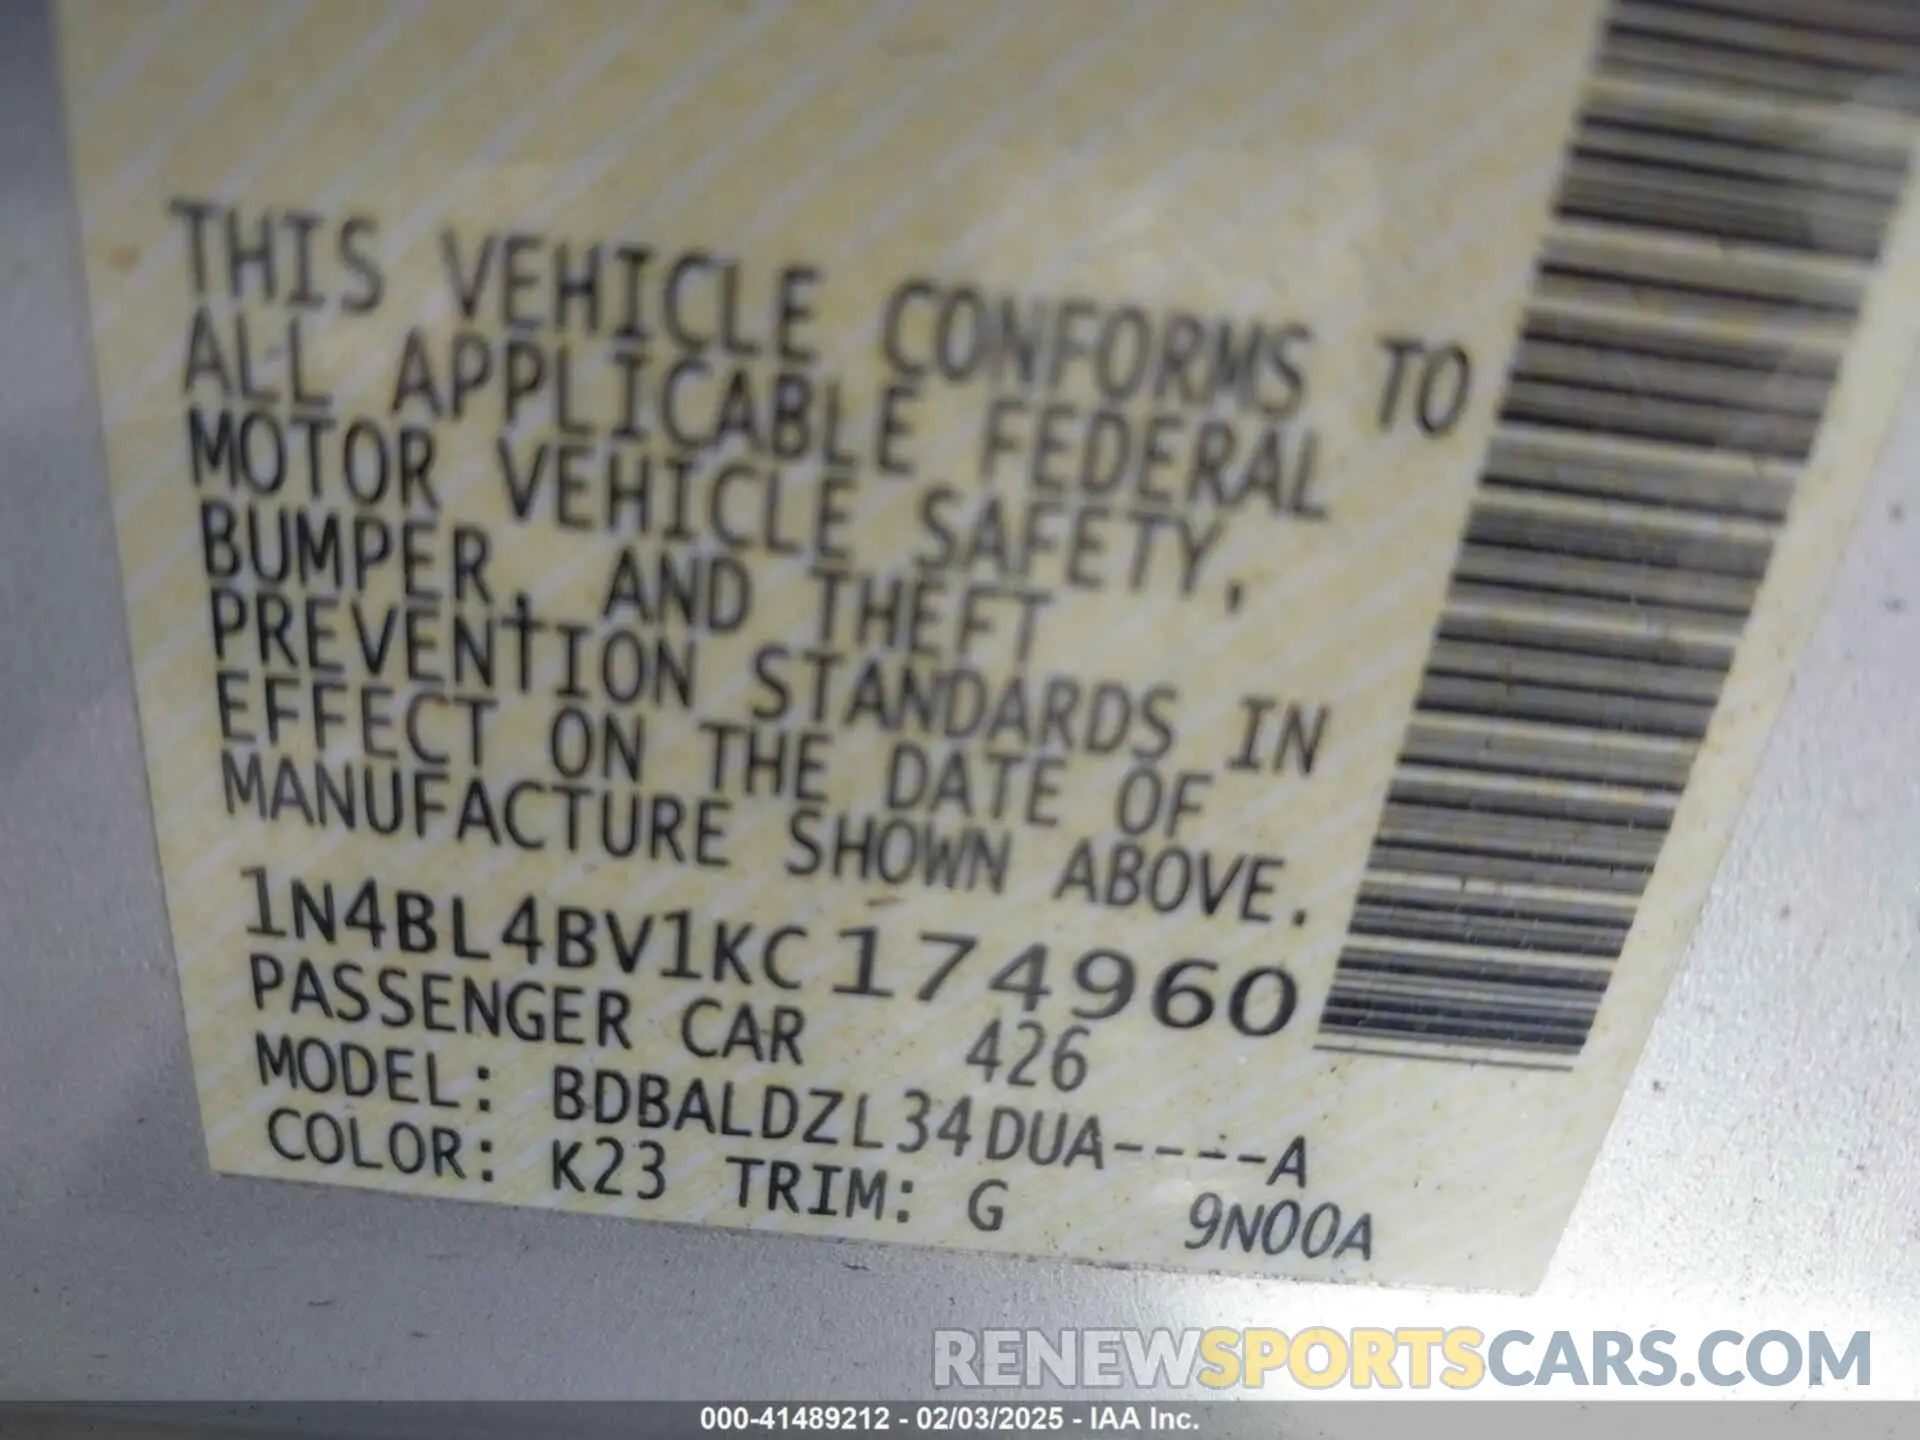 THIS VEHICLE CONFORMS TO
ALL APPLICABLE FEDERAL
MOTOR VEHICLE SAFETY,
BUMPER, AND THEFT
PREVENTION STANDARDS IN
EFFECT ON THE DATE OF
MANUFACTURE SHOWN ABOVE.
1N4BL4BV1KC174960
PASSENGER CAR 426
MODEL: BDBALDZL34DUA----A
COLOR: K23 TRIM: G 9N00A
RENEWSPORTSCARS.COM
000-41489212 - 02/03/2025 - IAA Inc.